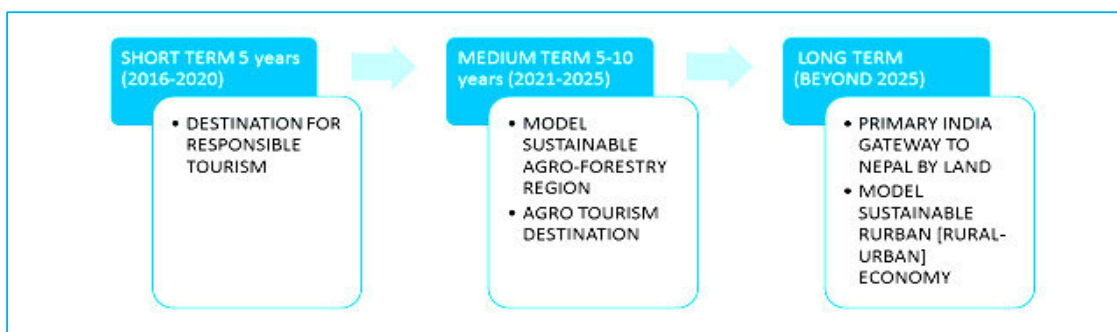 SHORT TERM 5 years
(2016-2020)
• DESTINATION FOR
RESPONSIBLE
TOURISM
MEDIUM TERM 5-10
years (2021-2025)
• MODEL
SUSTAINABLE
AGRO-FORESTRY
REGION
• AGRO TOURISM
DESTINATION
LONG TERM
(BEYOND 2025)
• PRIMARY INDIA
GATEWAY TO
NEPAL BY LAND
• MODEL
SUSTAINABLE
RURBAN [RURAL-
URBAN]
ECONOMY